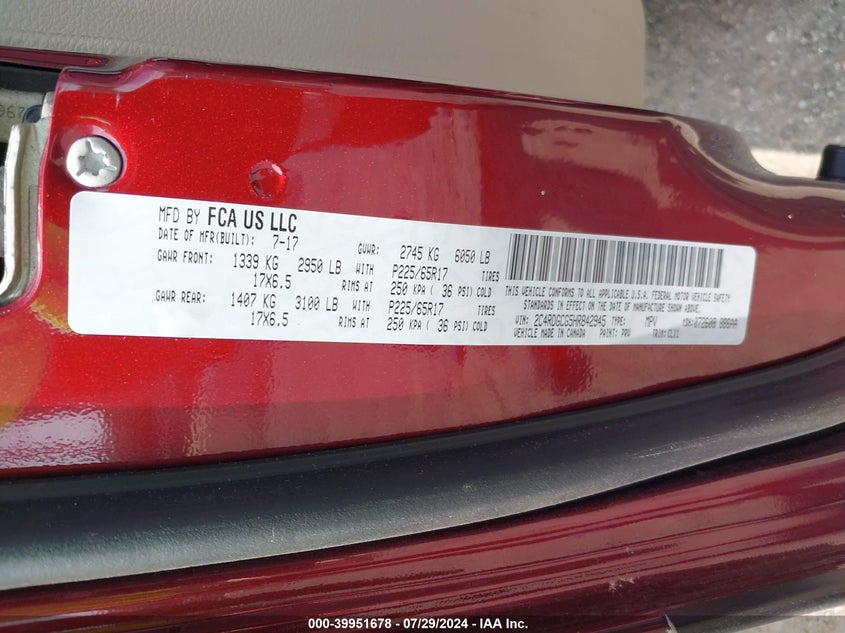 MFD BY FCA US LLC
DATE OF MFR(BUILT): 7-17 GVWR: 2745 KG 6050 LB
GAWR FRONT: 1339 KG 2950 LB WITH P225/65R17 TIRES
17X6.5 RIMS AT 250 KPA ( 36 PSI) COLD
GAWR REAR: 1407 KG 3100 LB WITH P225/65R17 TIRES
17X6.5 RIMS AT 250 KPA ( 36 PSI) COLD
THIS VEHICLE CONFORMS TO ALL APPLICABLE U.S.A. FEDERAL MOTOR VEHICLE SAFETY
STANDARDS IN EFFECT ON THE DATE OF MANUFACTURE SHOWN ABOVE.
VIN: 2C4RDGCG5HR842945 TYPE: MPV MDH: 072608
VEHICLE MADE IN CANADA PAINT: PRV TRIM: CLX1
000-39951678 - 07/29/2024 - IAA Inc.